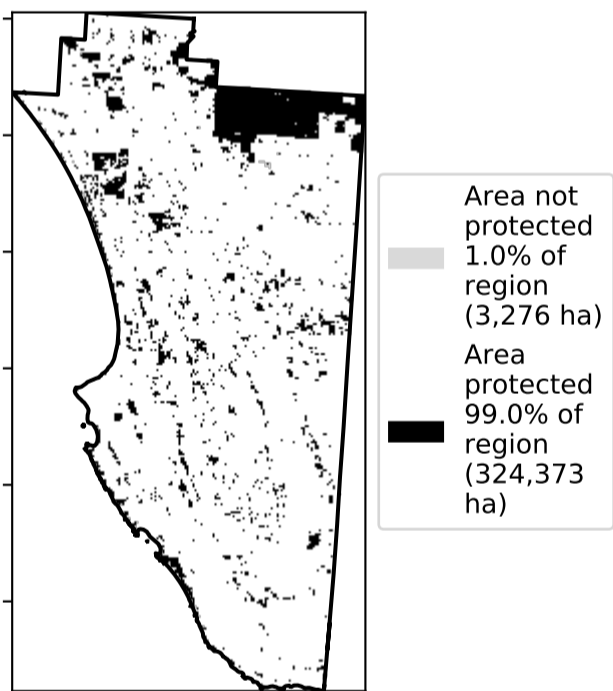 Area not
protected
1.0% of
region
(3,276 ha)
Area
protected
99.0% of
region
(324,373
ha)